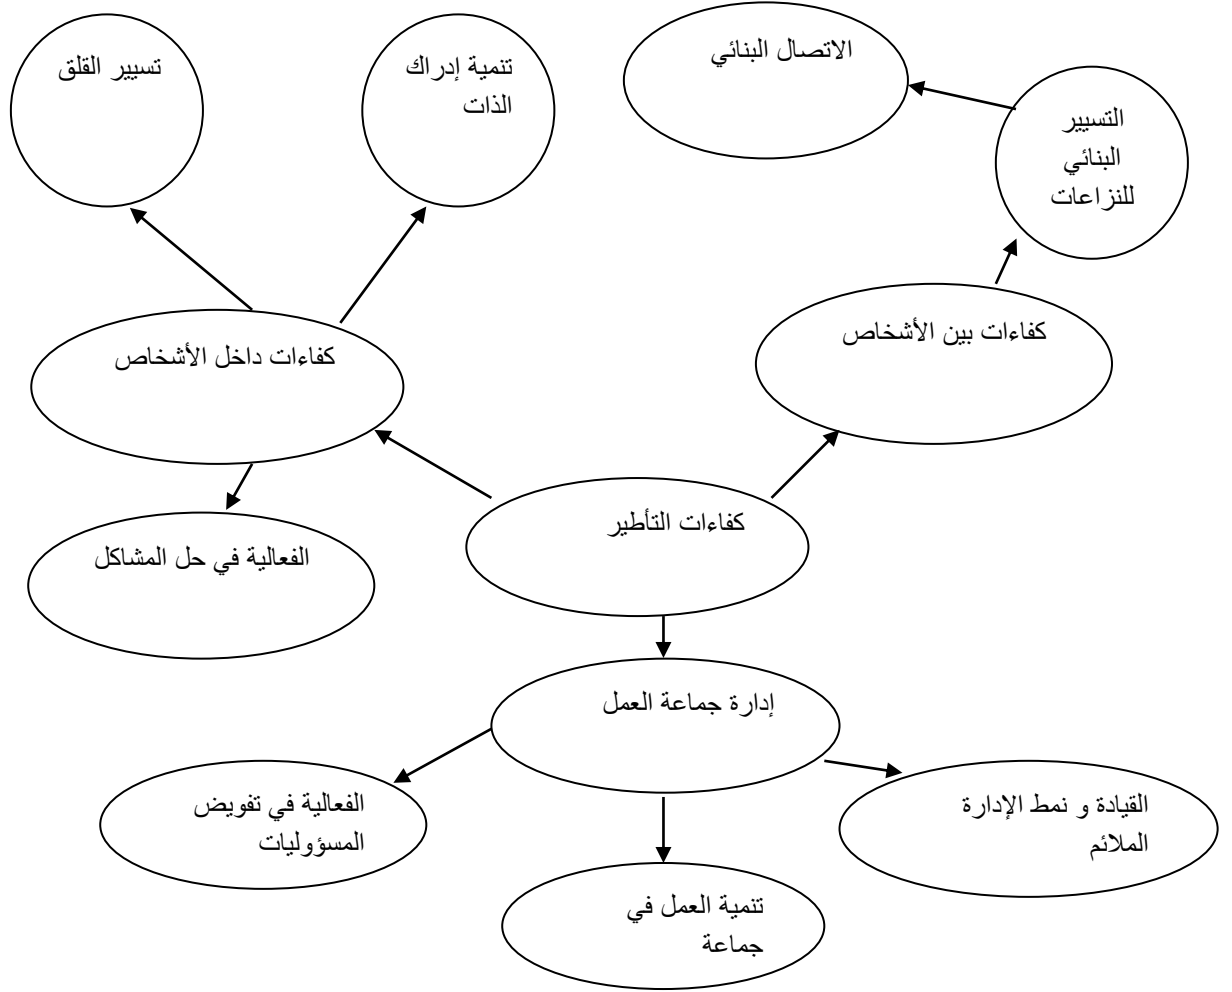 الاتصال البنائي
تنمية إدراك
الذات
تسيير القلق
التسيير
البنائي
للنزاعات
كفاءات بين الأشخاص
كفاءات داخل الأشخاص
كفاءات التأطير
الفعالية في حل المشاكل
إدارة جماعة العمل
القيادة و نمط الإدارة
الملائم
الفعالية في تفويض
المسؤوليات
تنمية العمل في
جماعة